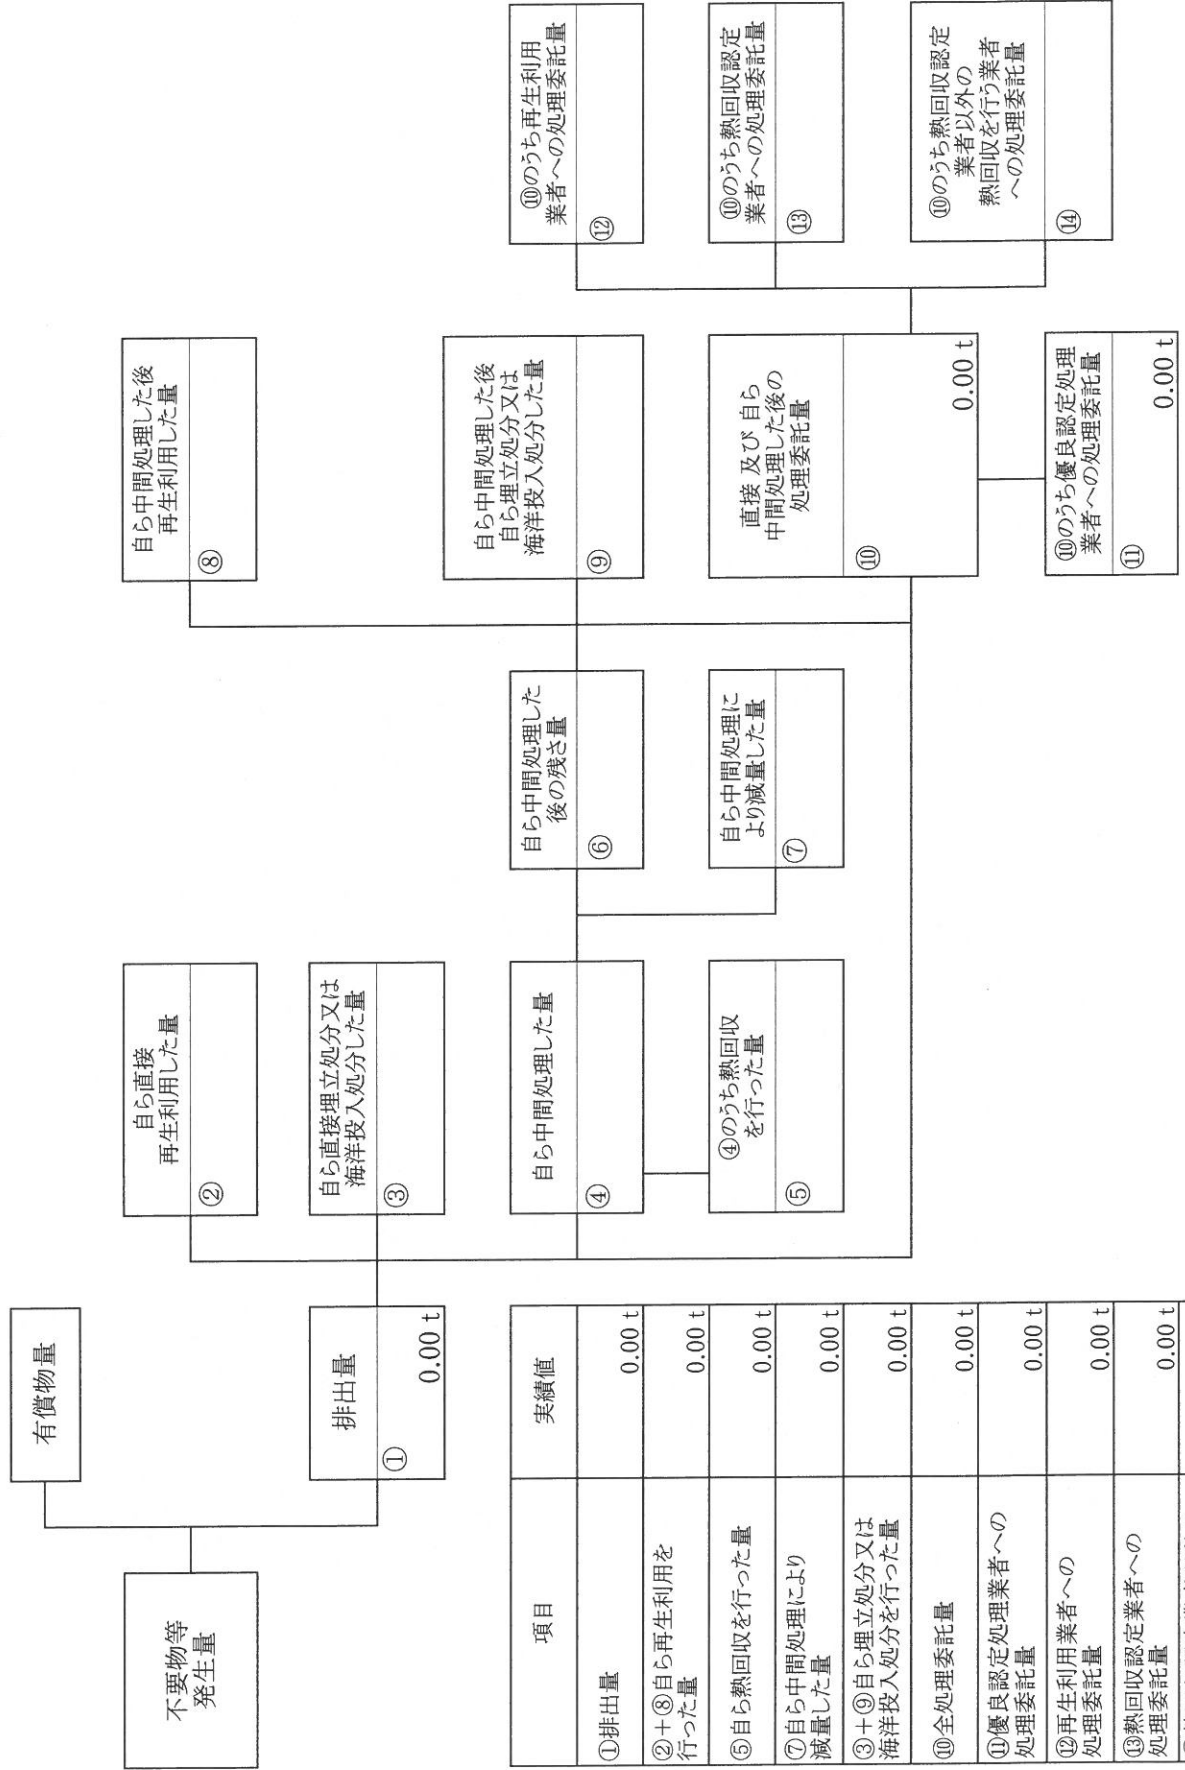 有償物量
不要物等
発生量
排出量
①
0.00 t
自ら直接
再生利用した量
②
自ら直接埋立処分又は
海洋投入処分した量
③
自ら中間処理した量
④
④のうち熱回収
を行った量
⑤
自ら中間処理した
後の残さ量
⑥
自ら中間処理に
より減量した量
⑦
自ら中間処理した後
再生利用した量
⑧
自ら中間処理した後
自ら埋立処分又は
海洋投入処分した量
⑨
直接 及び 自ら
中間処理した後の
処理委託量
⑩
0.00 t
⑩のうち優良認定処理
業者への処理委託量
⑪
0.00 t
⑩のうち再生利用
業者への処理委託量
⑫
⑩のうち熱回収認定
業者への処理委託量
⑬
⑩のうち熱回収認定
業者以外の
熱回収を行う業者
への処理委託量
⑭
項目 実績値
①排出量 0.00 t
②+⑧自ら再生利用を
行った量 0.00 t
⑤自ら熱回収を行った量 0.00 t
⑦自ら中間処理により
減量した量 0.00 t
③+⑨自ら埋立処分又は
海洋投入処分を行った量 0.00 t
⑩全処理委託量 0.00 t
⑪優良認定処理業者への
処理委託量 0.00 t
⑫再生利用業者への
処理委託量 0.00 t
⑬熱回収認定業者への
処理委託量 0.00 t